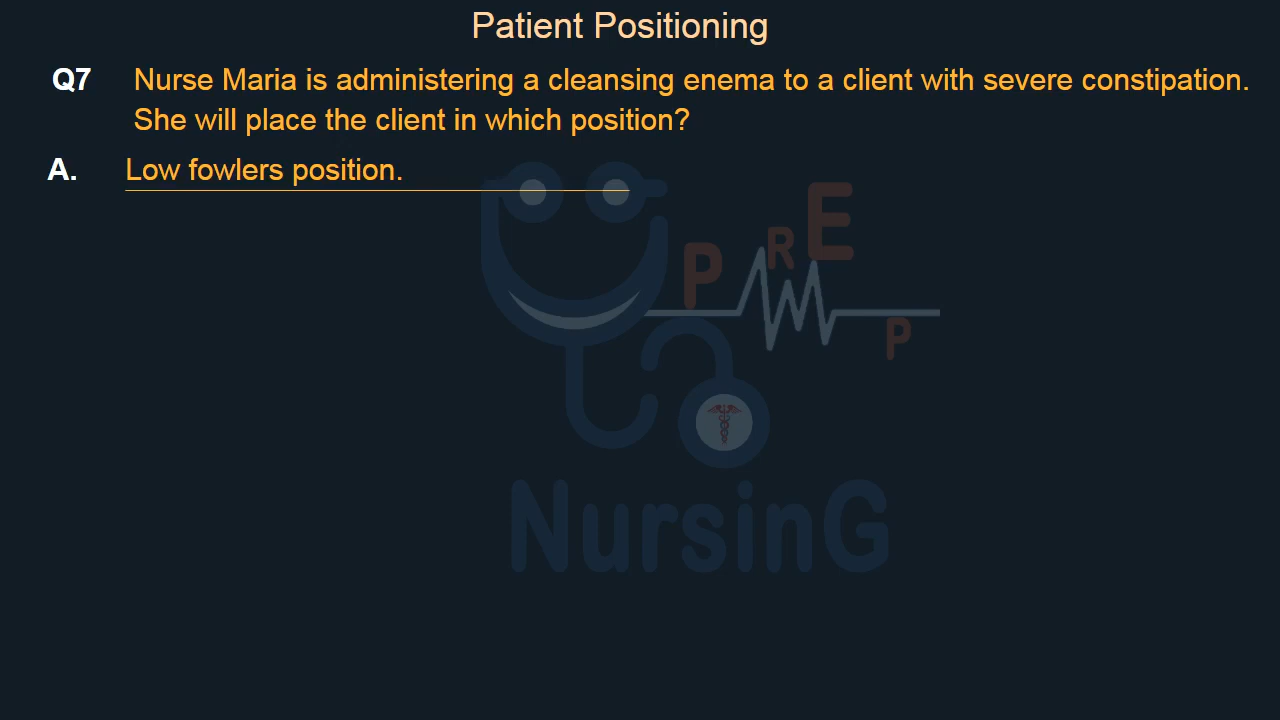 Patient Positioning
Q7 Nurse Maria is administering a cleansing enema to a client with severe constipation.
She will place the client in which position?
A. Low fowlers position.
PREP
NursinG